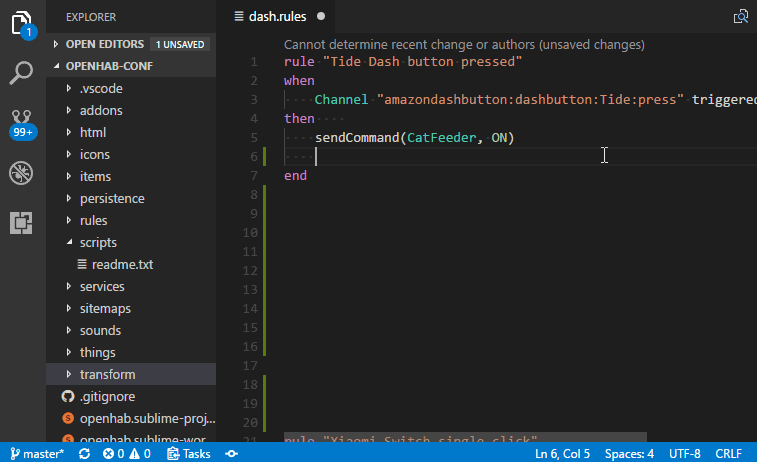 EXPLORER
dash.rules
OPEN EDITORS 1 UNSAVED
OPENHAB-CONF
.vscode
addons
html
icons
items
persistence
rules
scripts
readme.txt
services
sitemaps
sounds
things
transform
.gitignore
openhab.sublime-proj...
openhab.sublime-wor
1
99+
Cannot determine recent change or authors (unsaved changes)
1 rule "Tide Dash button pressed"
2 when
3 Channel "amazondashbutton:dashbutton:Tide:press" triggered
4 then
5 sendCommand(CatFeeder, ON)
6
7 end
8
9
10
11
12
13
14
15
16
17
18
19
20
21 rule "Xiaomi Switch single click"
master* 0 0 Tasks Ln 6, Col 5 Spaces: 4 UTF-8 CRLF